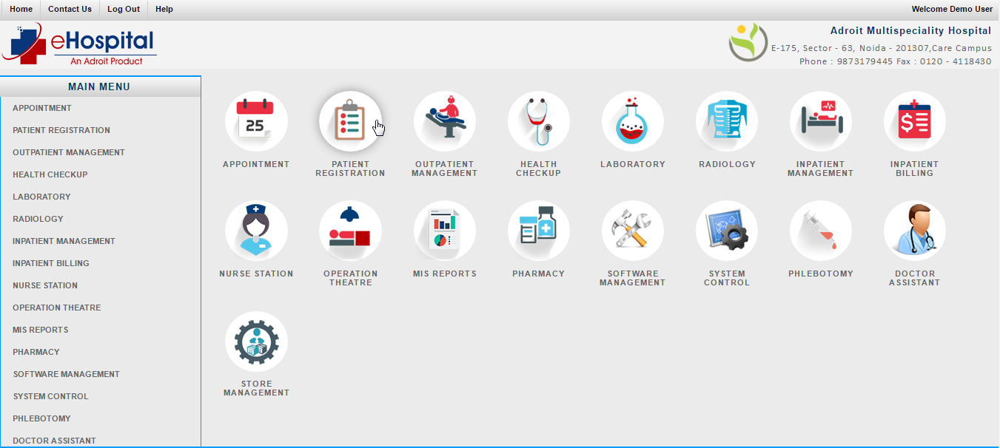 Home Contact Us Log Out Help Welcome Demo User
eHospital
An Adroit Product
Adroit Multispeciality Hospital
E-175, Sector - 63, Noida - 201307,Care Campus
Phone : 9873179445 Fax : 0120 - 4118430
MAIN MENU
APPOINTMENT
PATIENT REGISTRATION
OUTPATIENT MANAGEMENT
HEALTH CHECKUP
LABORATORY
RADIOLOGY
INPATIENT MANAGEMENT
INPATIENT BILLING
NURSE STATION
OPERATION THEATRE
MIS REPORTS
PHARMACY
SOFTWARE MANAGEMENT
SYSTEM CONTROL
PHLEBOTOMY
DOCTOR ASSISTANT
25
$
APPOINTMENT
PATIENT
REGISTRATION
OUTPATIENT
MANAGEMENT
HEALTH
CHECKUP
LABORATORY
RADIOLOGY
INPATIENT
MANAGEMENT
INPATIENT
BILLING
NURSE STATION
OPERATION
THEATRE
MIS REPORTS
PHARMACY
SOFTWARE
MANAGEMENT
SYSTEM
CONTROL
PHLEBOTOMY
DOCTOR
ASSISTANT
STORE
MANAGEMENT